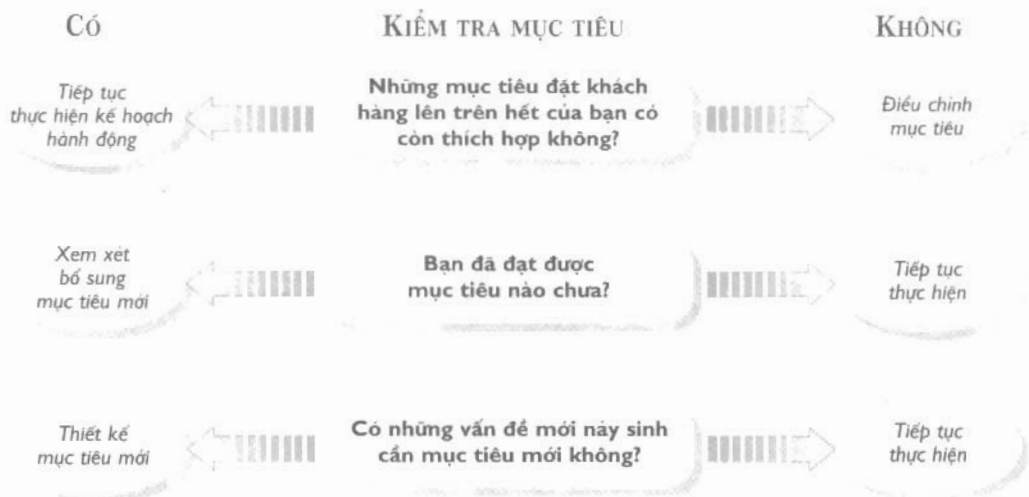 CÓ
KIỂM TRA MỤC TIÊU
KHÔNG
Tiếp tục
thực hiện kế hoạch
hành động
Những mục tiêu đặt khách
hàng lên trên hết của bạn có
còn thích hợp không?
Điều chỉnh
mục tiêu
Xem xét
bổ sung
mục tiêu mới
Bạn đã đạt được
mục tiêu nào chưa?
Tiếp tục
thực hiện
Thiết kế
mục tiêu mới
Có những vấn đề mới nảy sinh
cần mục tiêu mới không?
Tiếp tục
thực hiện